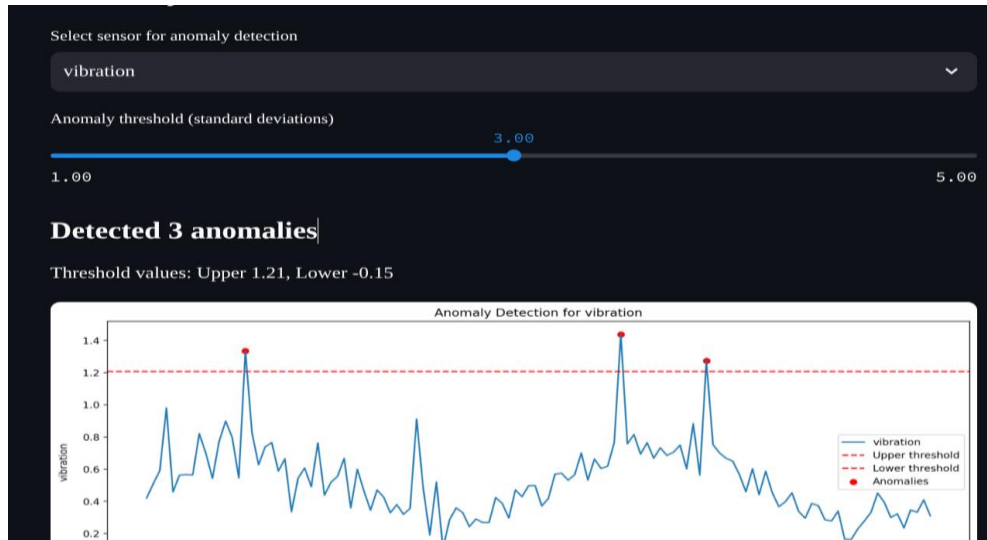 Select sensor for anomaly detection
vibration
Anomaly threshold (standard deviations)
3.00
1.00 5.00
Detected 3 anomalies
Threshold values: Upper 1.21, Lower -0.15
Anomaly Detection for vibration
1.4
1.2
1.0
0.8
0.6
0.4
0.2
vibration
vibration
Upper threshold
Lower threshold
Anomalies